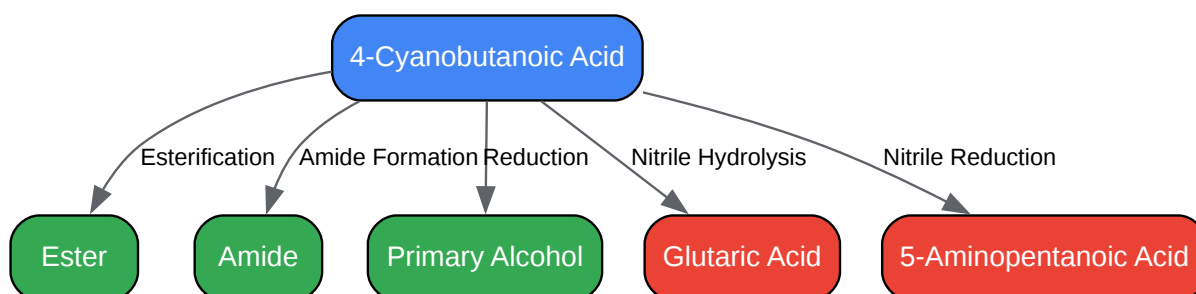 4-Cyanobutanoic Acid
Esterification
Amide Formation
Reduction
Nitrile Hydrolysis
Nitrile Reduction
Ester
Amide
Primary Alcohol
Glutaric Acid
5-Aminopentanoic Acid